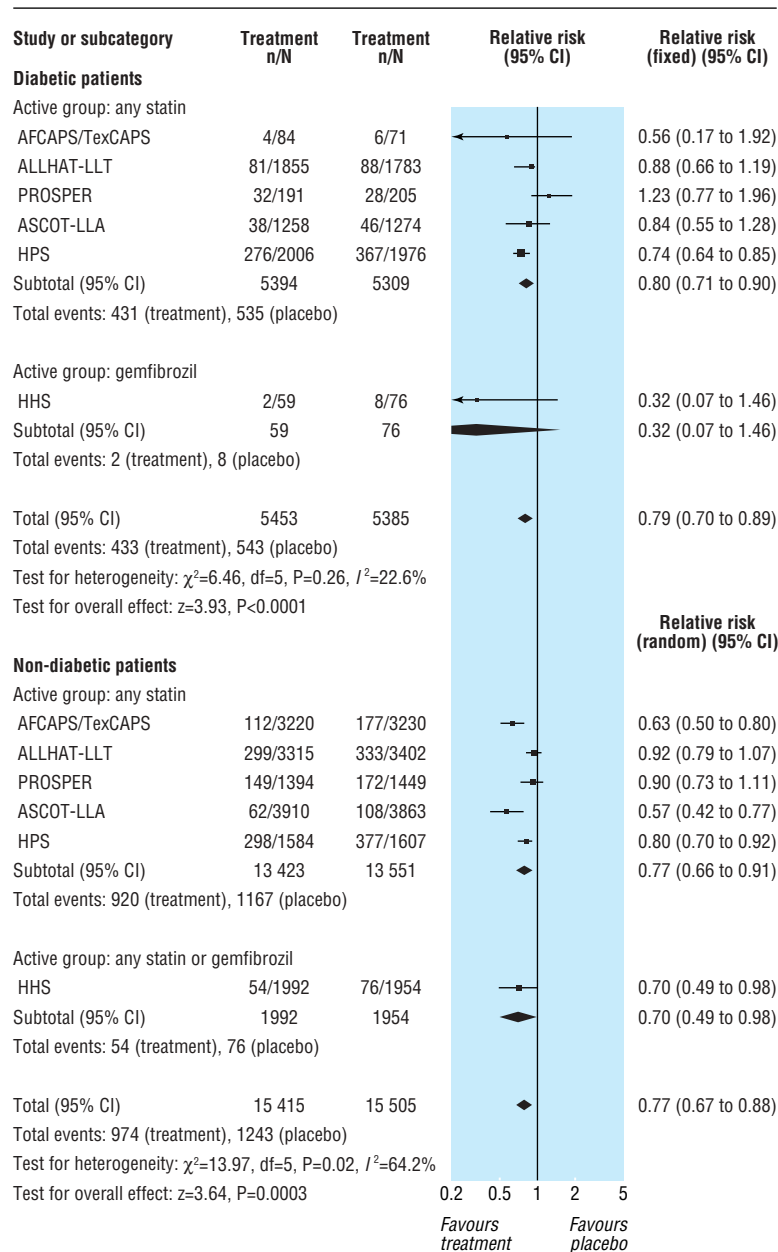 Study or subcategory Treatment n/N Treatment n/N Relative risk (95% CI) Relative risk (fixed) (95% CI)
Diabetic patients
Active group: any statin
AFCAPS/TexCAPS 4/84 6/71 0.56 (0.17 to 1.92)
ALLHAT-LLT 81/1855 88/1783 0.88 (0.66 to 1.19)
PROSPER 32/191 28/205 1.23 (0.77 to 1.96)
ASCOT-LLA 38/1258 46/1274 0.84 (0.55 to 1.28)
HPS 276/2006 367/1976 0.74 (0.64 to 0.85)
Subtotal (95% CI) 5394 5309 0.80 (0.71 to 0.90)
Total events: 431 (treatment), 535 (placebo)
Active group: gemfibrozil
HHS 2/59 8/76 0.32 (0.07 to 1.46)
Subtotal (95% CI) 59 76 0.32 (0.07 to 1.46)
Total events: 2 (treatment), 8 (placebo)
Total (95% CI) 5453 5385 0.79 (0.70 to 0.89)
Total events: 433 (treatment), 543 (placebo)
Test for heterogeneity: χ²=6.46, df=5, P=0.26, I²=22.6%
Test for overall effect: z=3.93, P<0.0001
Relative risk (random) (95% CI)
Non-diabetic patients
Active group: any statin
AFCAPS/TexCAPS 112/3220 177/3230 0.63 (0.50 to 0.80)
ALLHAT-LLT 299/3315 333/3402 0.92 (0.79 to 1.07)
PROSPER 149/1394 172/1449 0.90 (0.73 to 1.11)
ASCOT-LLA 62/3910 108/3863 0.57 (0.42 to 0.77)
HPS 298/1584 377/1607 0.80 (0.70 to 0.92)
Subtotal (95% CI) 13 423 13 551 0.77 (0.66 to 0.91)
Total events: 920 (treatment), 1167 (placebo)
Active group: any statin or gemfibrozil
HHS 54/1992 76/1954 0.70 (0.49 to 0.98)
Subtotal (95% CI) 1992 1954 0.70 (0.49 to 0.98)
Total events: 54 (treatment), 76 (placebo)
Total (95% CI) 15 415 15 505 0.77 (0.67 to 0.88)
Total events: 974 (treatment), 1243 (placebo)
Test for heterogeneity: χ²=13.97, df=5, P=0.02, I²=64.2%
Test for overall effect: z=3.64, P=0.0003
0.2 0.5 1 2 5
Favours treatment Favours placebo